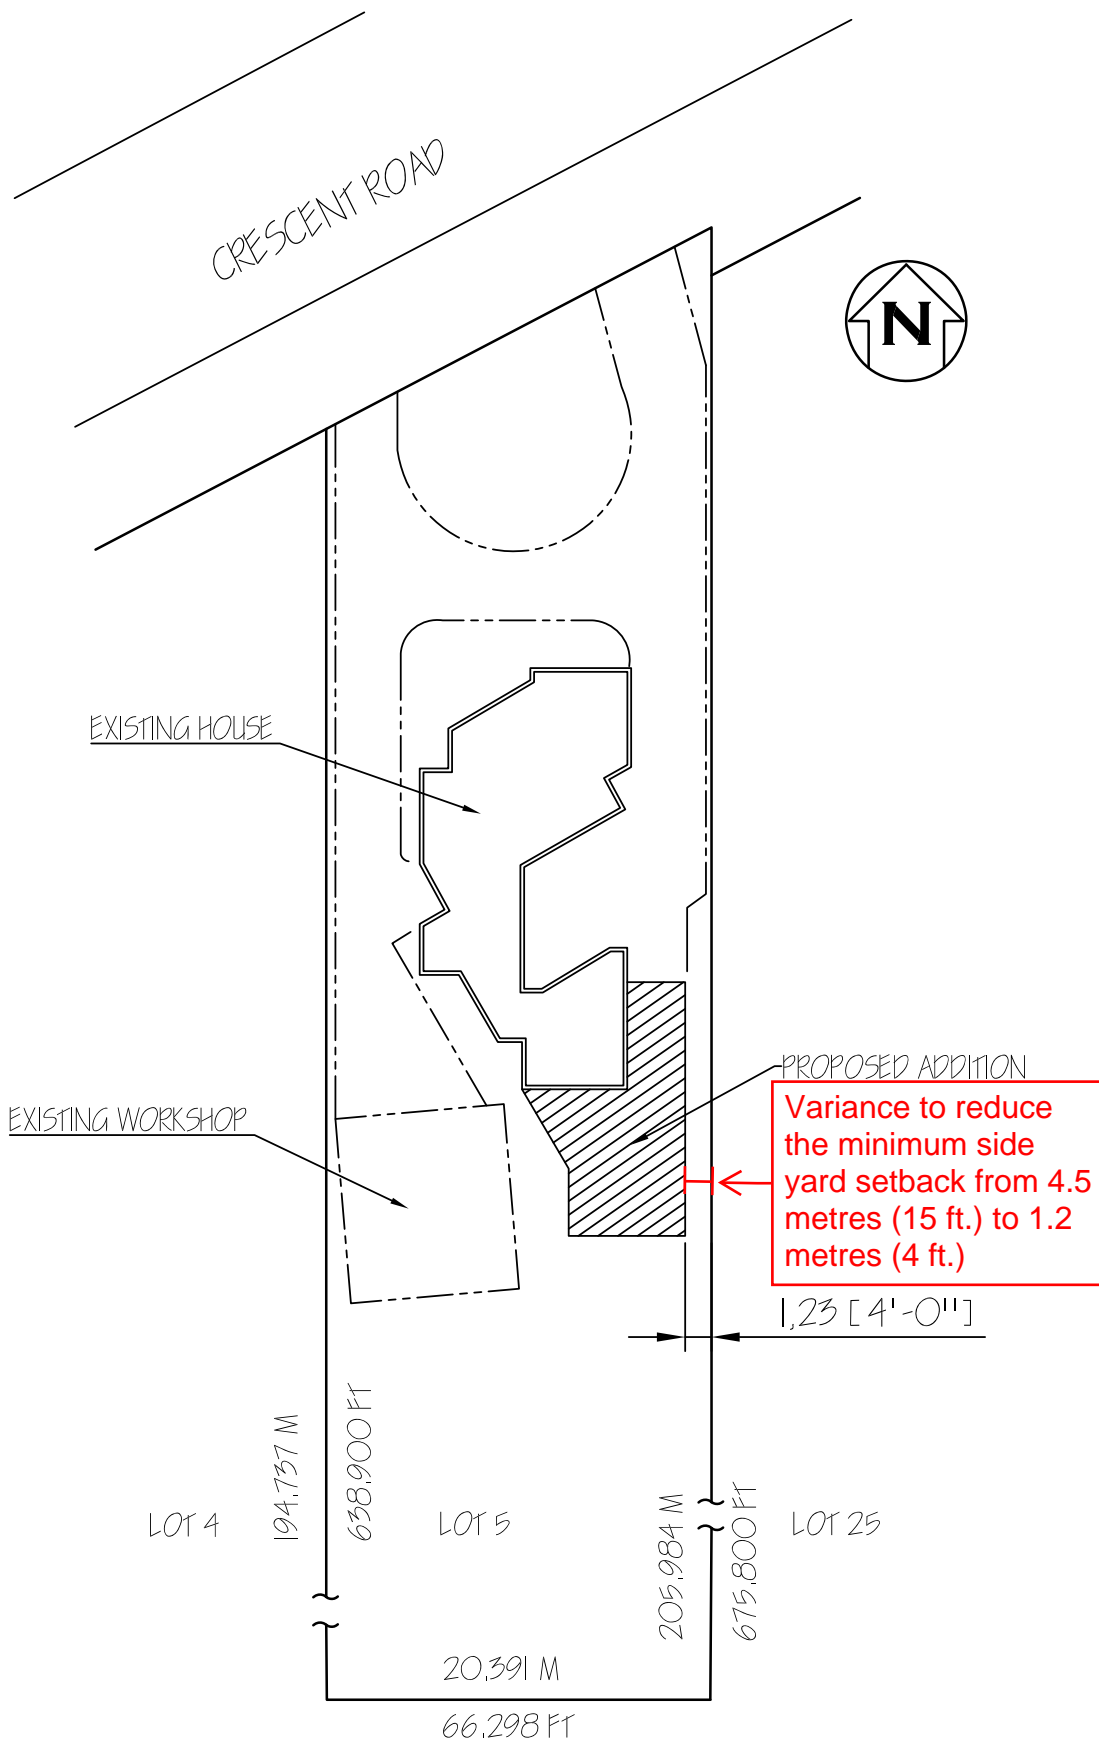 CRESCENT ROAD
N
EXISTING HOUSE
PROPOSED ADDITION
Variance to reduce
the minimum side
yard setback from 4.5
metres (15 ft.) to 1.2
metres (4 ft.)
EXISTING WORKSHOP
1,23 [4'-0"]
194.737 M
638.900 FT
LOT 4
LOT 5
205.984 M
675.800 FT
LOT 25
20.391 M
66.298 FT